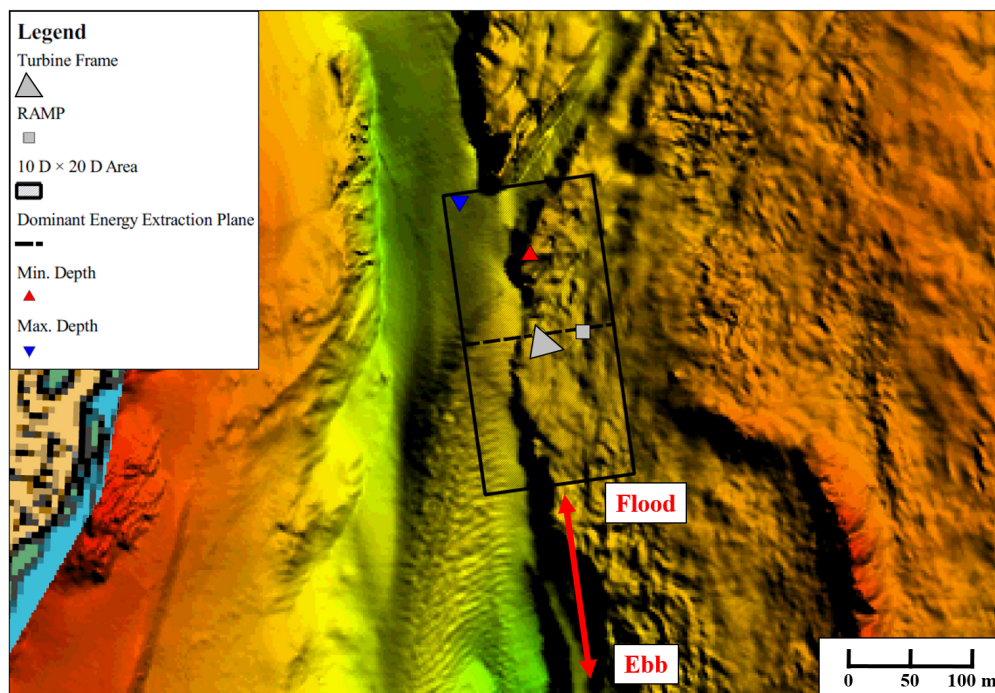 Legend
Turbine Frame
RAMP
10 D × 20 D Area
Dominant Energy Extraction Plane
Min. Depth
Max. Depth
Flood
Ebb
0 50 100 m